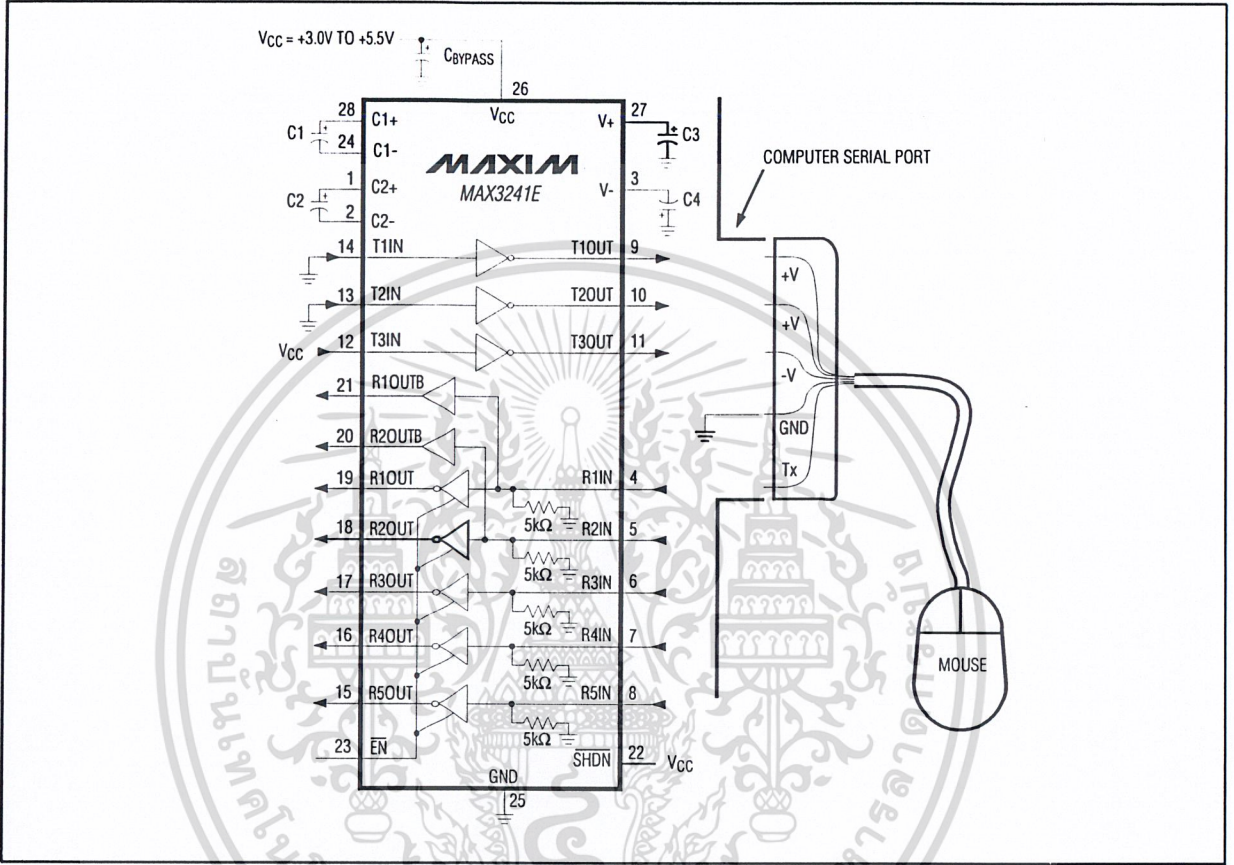 VCC = +3.0V TO +5.5V
CBYPASS
26
VCC
28 C1+
C1
24 C1-
1 C2+
C2
2 C2-
V+ 27
C3
V- 3
C4
MAXIM
MAX3241E
COMPUTER SERIAL PORT
14 T1IN T1OUT 9
13 T2IN T2OUT 10
VCC 12 T3IN T3OUT 11
21 R1OUTB
20 R2OUTB
19 R1OUT R1IN 4
5kΩ
18 R2OUT R2IN 5
5kΩ
17 R3OUT R3IN 6
5kΩ
16 R4OUT R4IN 7
5kΩ
15 R5OUT R5IN 8
5kΩ
23 EN
SHDN 22 VCC
GND
25
+V
+V
-V
GND
Tx
MOUSE